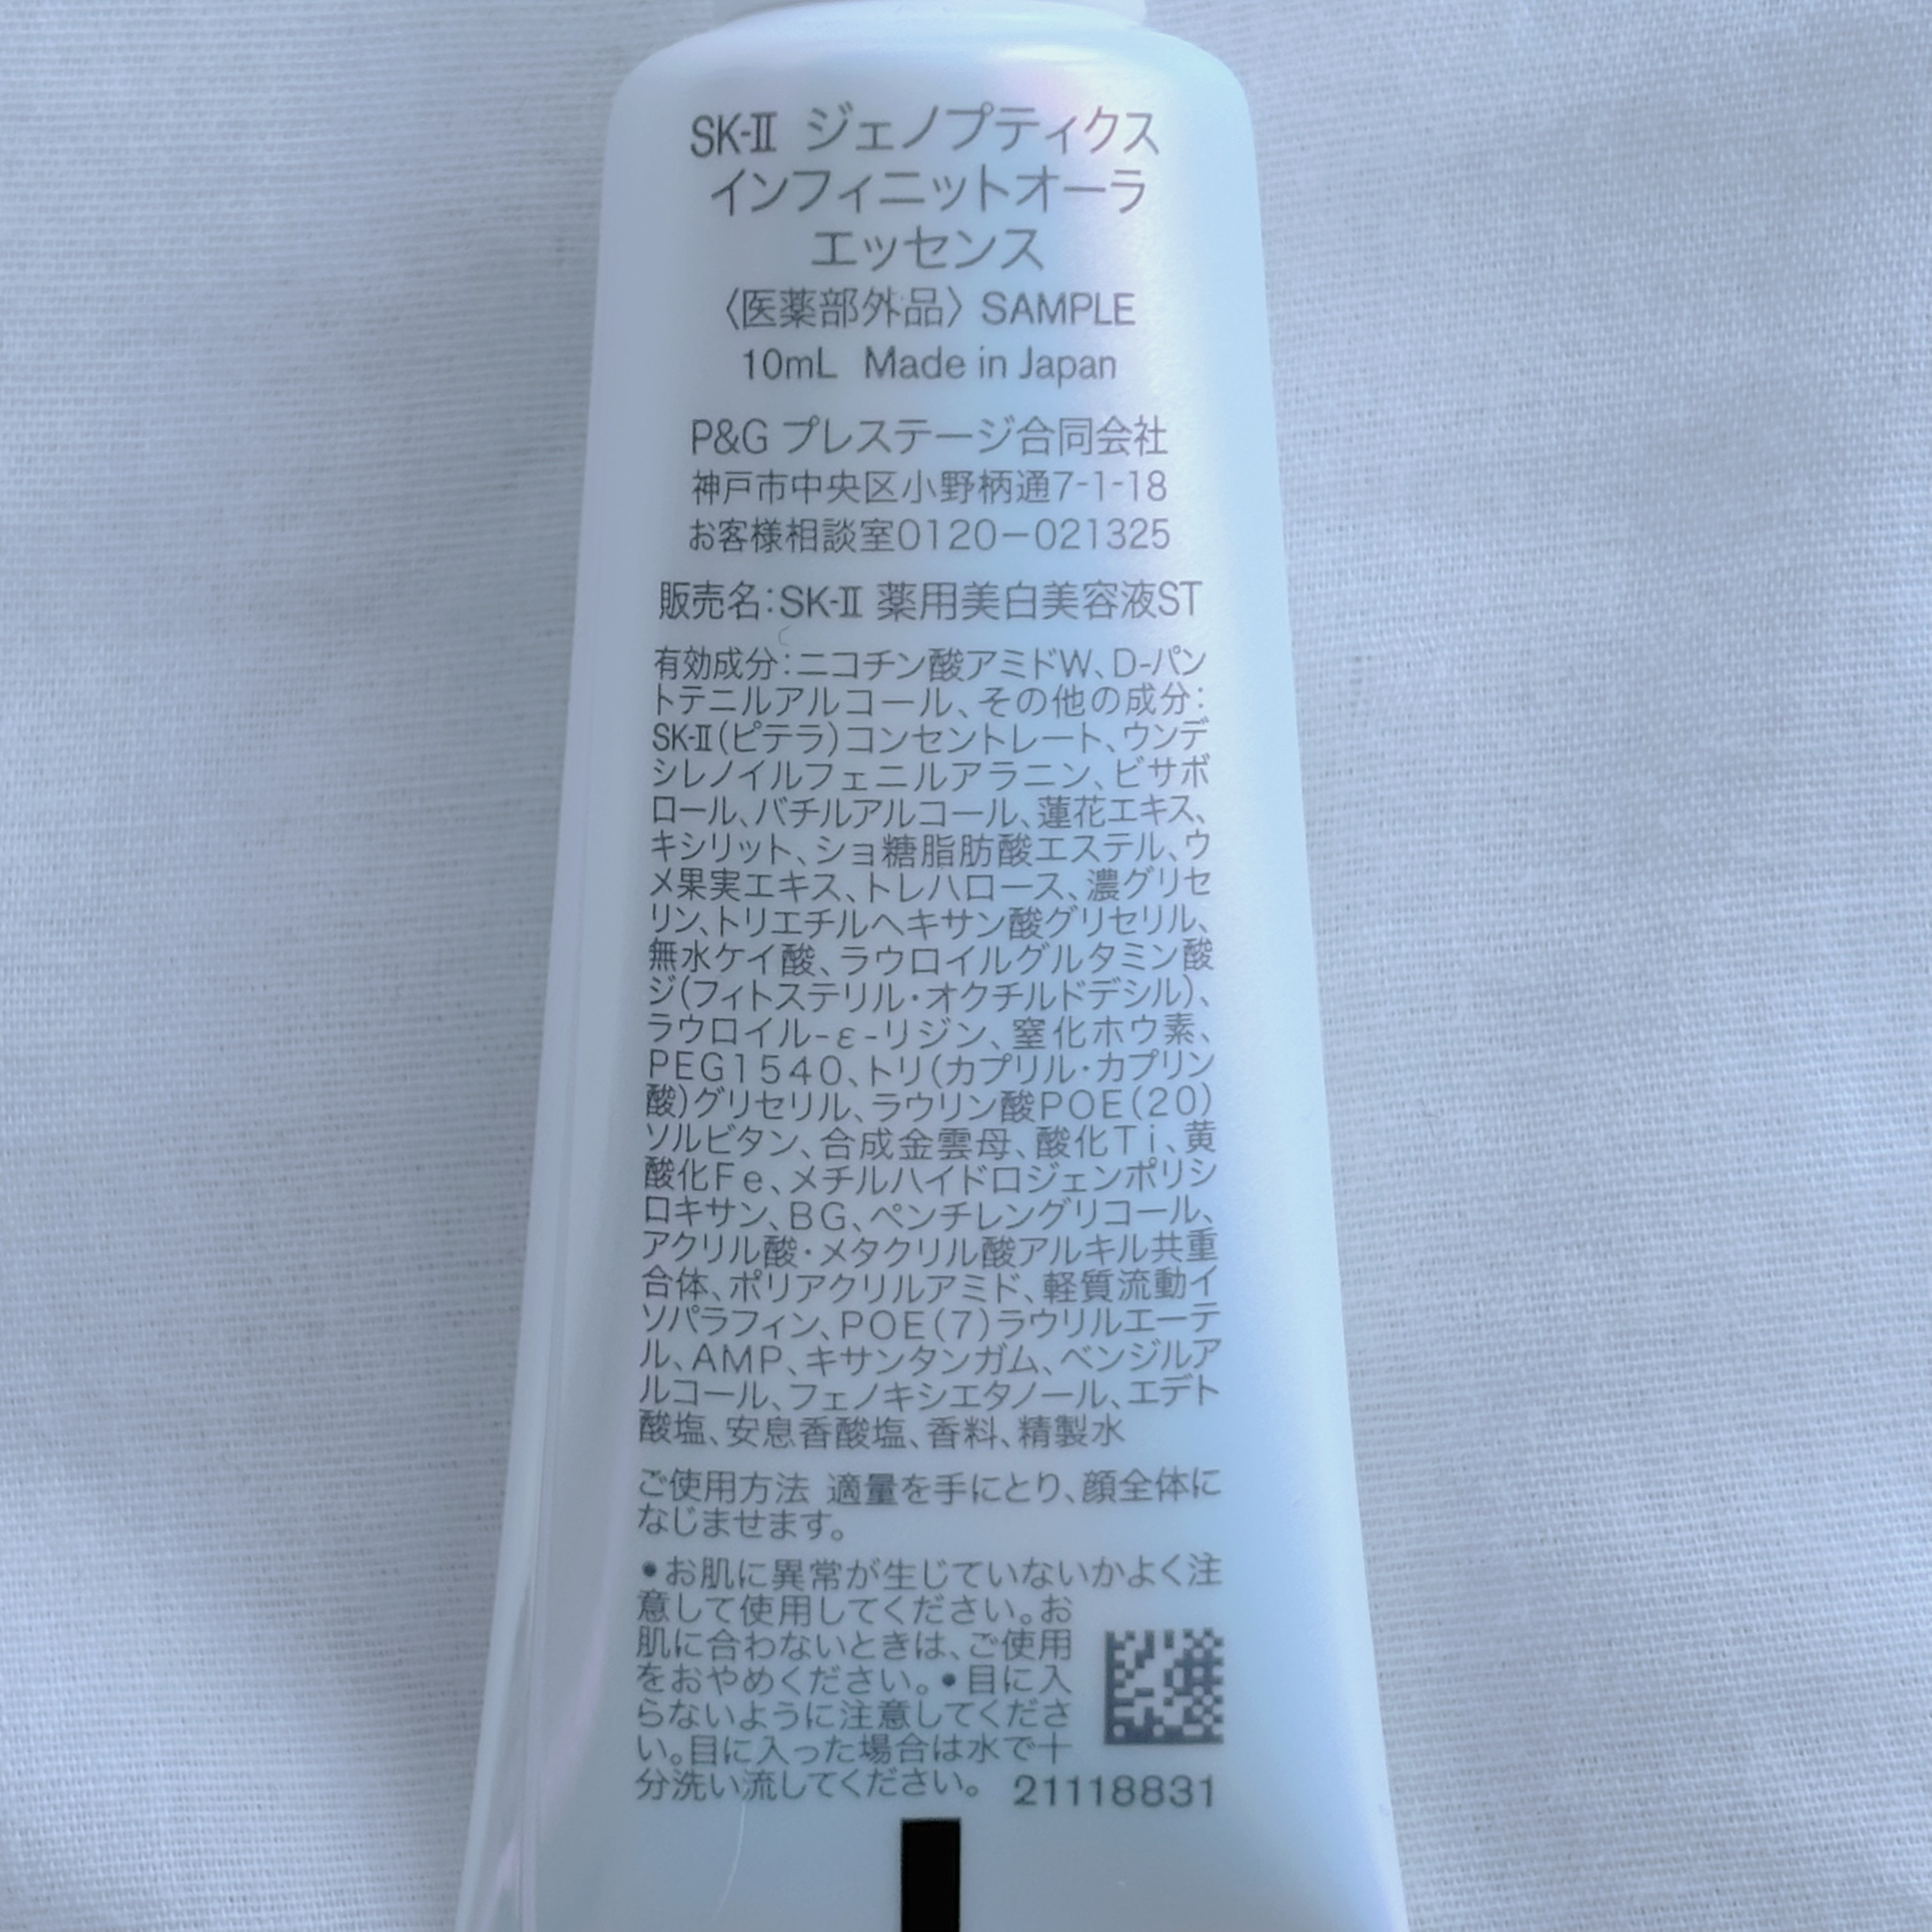 SK-Ⅱ ジェノプティクス
インフィニットオーラ
エッセンス
〈医薬部外品〉SAMPLE
10mL Made in Japan
P&G プレステージ合同会社
神戸市中央区小野柄通7-1-18
お客様相談室0120－021325
販売名:SK-Ⅱ 薬用美白美容液ST
有効成分:ニコチン酸アミドW、D-パン
トテニルアルコール、その他の成分:
SK-Ⅱ(ピテラ)コンセントレート、ウンデ
シレノイルフェニルアラニン、ビサボ
ロール、バチルアルコール、蓮花エキス、
キシリット、ショ糖脂肪酸エステル、ウ
メ果実エキス、トレハロース、濃グリセ
リン、トリエチルヘキサン酸グリセリル、
無水ケイ酸、ラウロイルグルタミン酸
ジ(フィトステリル・オクチルドデシル)、
ラウロイル-ε-リジン、窒化ホウ素、
PEG1540、トリ(カプリル・カプリン
酸)グリセリル、ラウリン酸POE(20)
ソルビタン、合成金雲母、酸化Ti、黄
酸化Fe、メチルハイドロジェンポリシ
ロキサン、BG、ペンチレングリコール、
アクリル酸・メタクリル酸アルキル共重
合体、ポリアクリルアミド、軽質流動イ
ソパラフィン、POE(7)ラウリルエーテ
ル、AMP、キサンタンガム、ベンジルア
ルコール、フェノキシエタノール、エデト
酸塩、安息香酸塩、香料、精製水
ご使用方法 適量を手にとり、顔全体に
なじませます。
•お肌に異常が生じていないかよく注
意して使用してください。お
肌に合わないときは、ご使用
をおやめください。•目に入
らないように注意してくださ
い。目に入った場合は水で十
分洗い流してください。 21118831